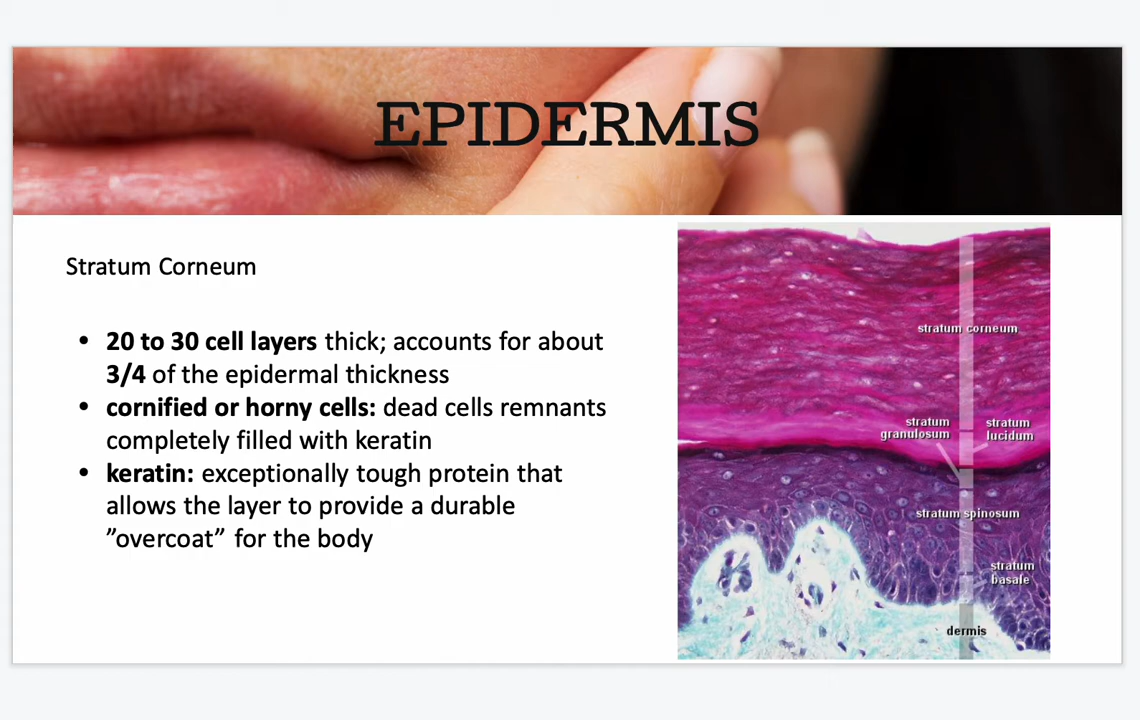 EPIDERMIS
Stratum Corneum
• 20 to 30 cell layers thick; accounts for about
3/4 of the epidermal thickness
• cornified or horny cells: dead cells remnants
completely filled with keratin
• keratin: exceptionally tough protein that
allows the layer to provide a durable
”overcoat” for the body
stratum corneum
stratum
granulosum
stratum
lucidum
stratum spinosum
stratum
basale
dermis